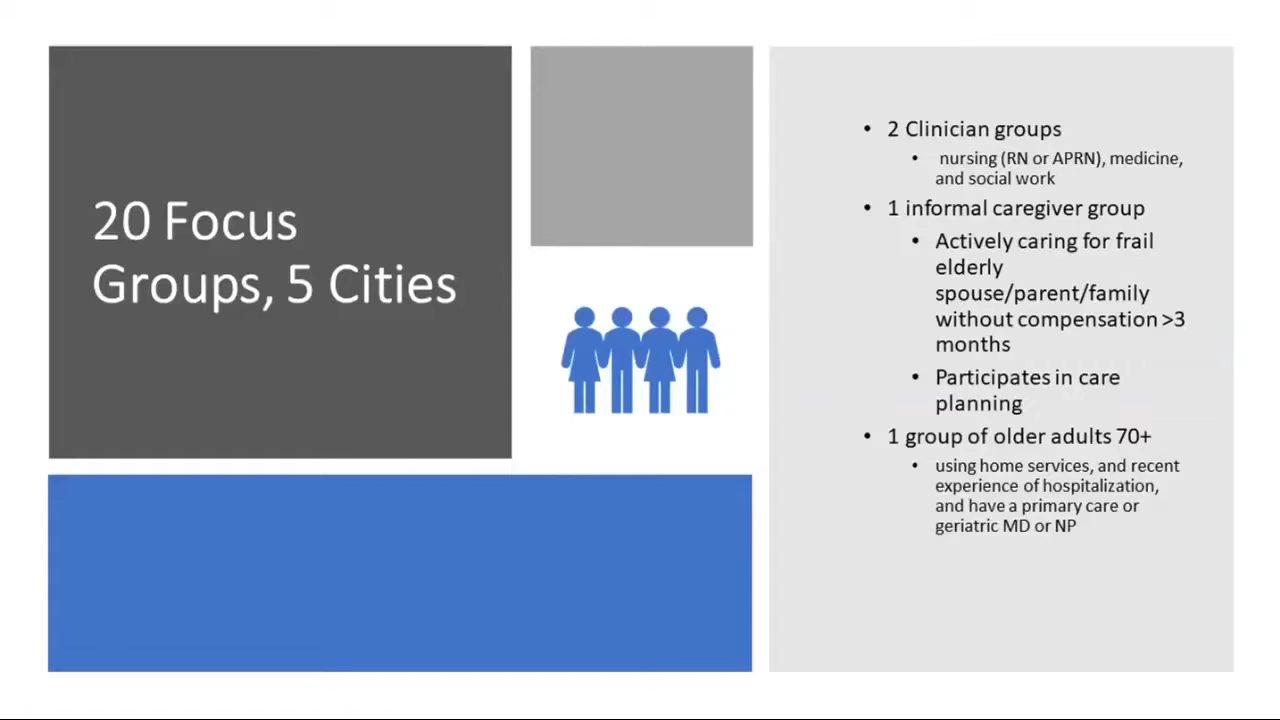 20 Focus
Groups, 5 Cities
• 2 Clinician groups
• nursing (RN or APRN), medicine,
and social work
• 1 informal caregiver group
• Actively caring for frail
elderly
spouse/parent/family
without compensation >3
months
• Participates in care
planning
• 1 group of older adults 70+
• using home services, and recent
experience of hospitalization,
and have a primary care or
geriatric MD or NP